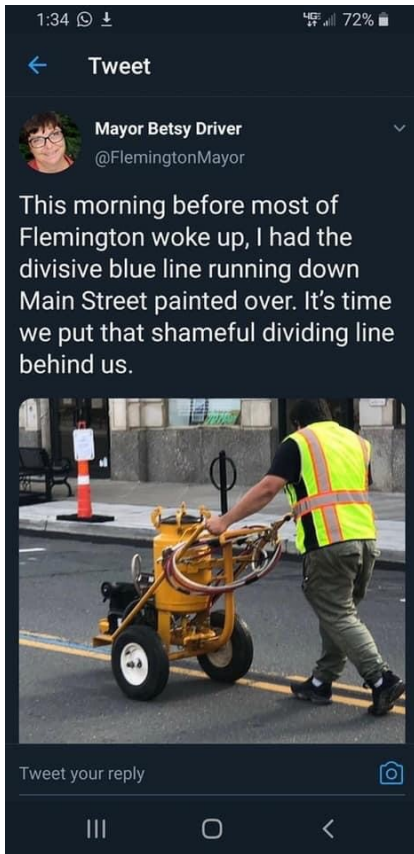 1:34
4G 72%
Tweet
Mayor Betsy Driver
@FlemingtonMayor
This morning before most of
Flemington woke up, I had the
divisive blue line running down
Main Street painted over. It’s time
we put that shameful dividing line
behind us.
Tweet your reply